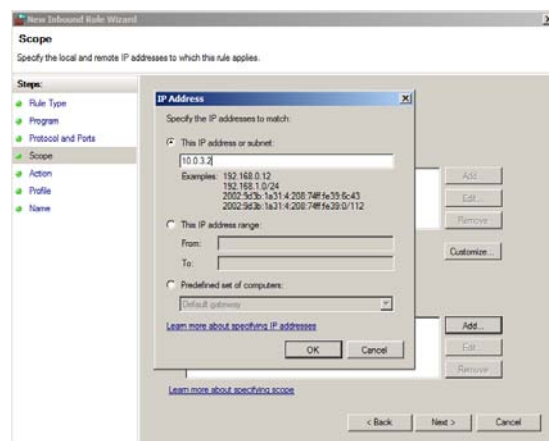 New Inbound Rule Wizard
Scope
Specify the local and remote IP addresses to which this rule applies.
Steps:
Rule Type
Program
Protocol and Ports
Scope
Action
Profile
Name
IP Address
Specify the IP addresses to match:
This IP address or subnet:
10.0.3.2
Examples: 192.168.0.12
192.168.1.0/24
2002:9d3b:1a31:4:208:74ff:fe39:6c43
2002:9d3b:1a31:4:208:74ff:fe39:0/112
This IP address range:
From:
To:
Predefined set of computers:
Default gateway
Learn more about specifying IP addresses
OK Cancel
Add...
Edit...
Remove
Customize...
Add...
Edit...
Remove
Learn more about specifying scope
< Back Next > Cancel